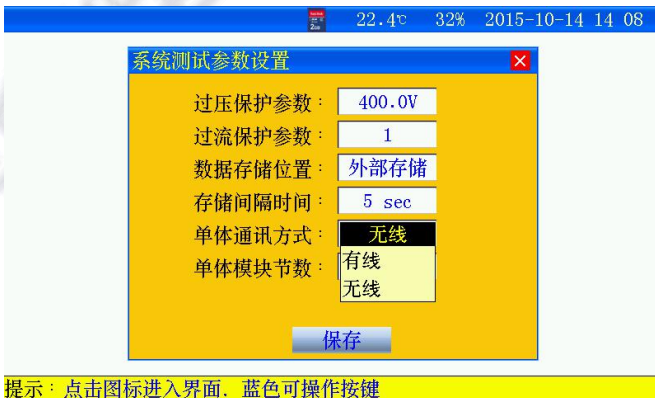 22.4℃ 32% 2015-10-14 14 08
系统测试参数设置
过压保护参数： 400.0V
过流保护参数： 1
数据存储位置： 外部存储
存储间隔时间： 5 sec
单体通讯方式： 无线
有线
单体模块节数：
无线
保存
提示：点击图标进入界面，蓝色可操作按键